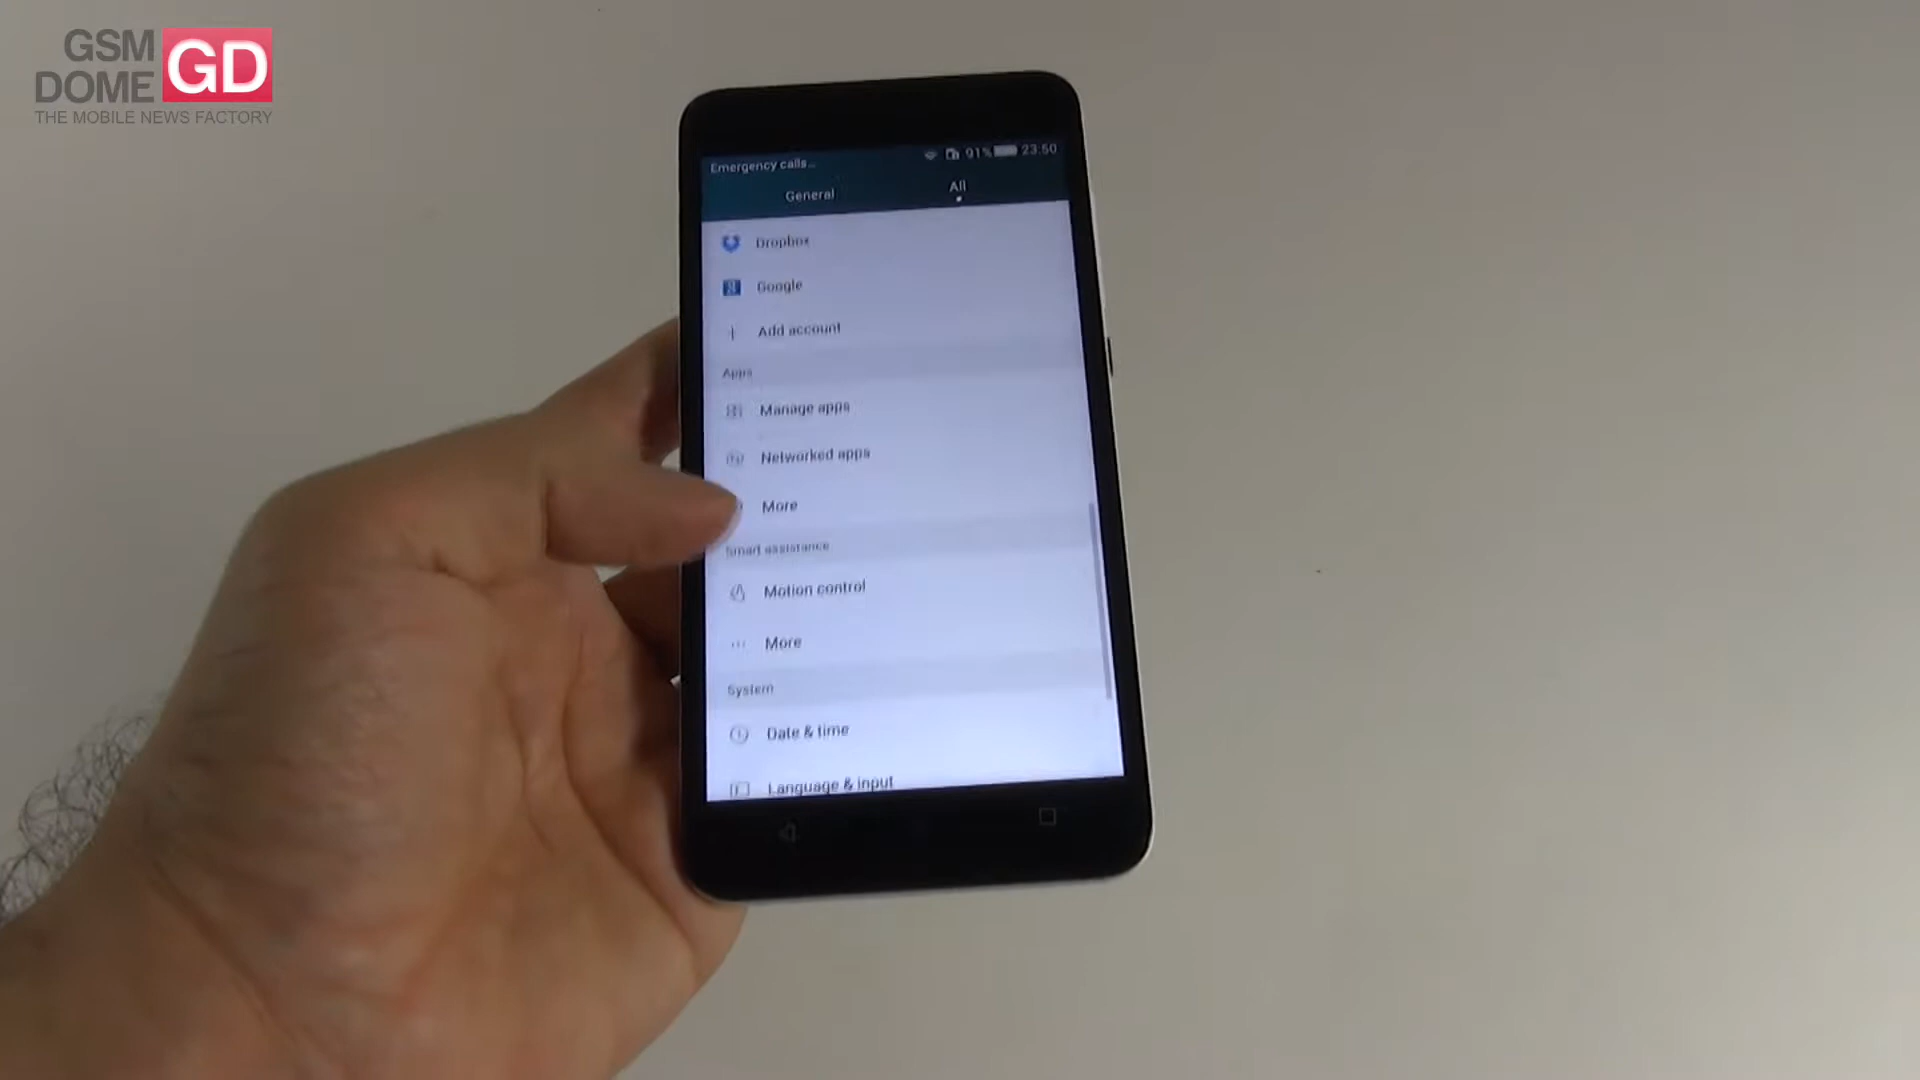 GSM
DOME
GD
THE MOBILE NEWS FACTORY
Emergency calls...
91%
23:50
General
All
Dropbox
Google
Add account
Apps
Manage apps
Networked apps
More
Smart assistance
Motion control
More
System
Date & time
Language & input